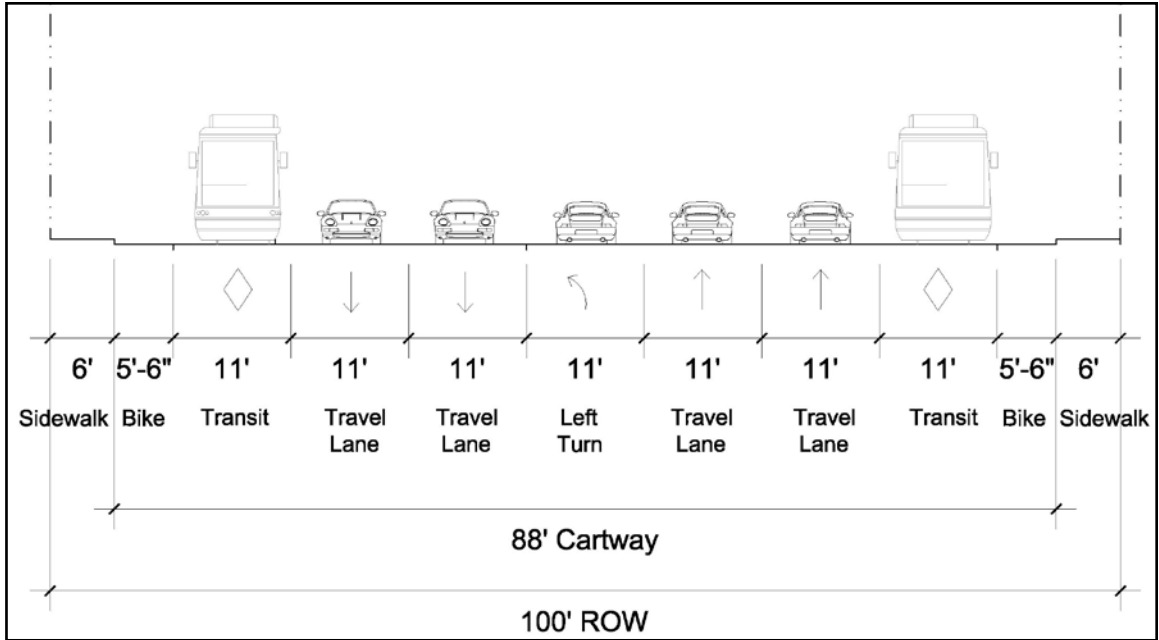 6' 5'-6" 11' 11' 11' 11' 11' 11' 11' 5'-6" 6'
Sidewalk Bike Transit Travel Travel Left Travel Travel Transit Bike Sidewalk
Lane Lane Turn Lane Lane
88' Cartway
100' ROW